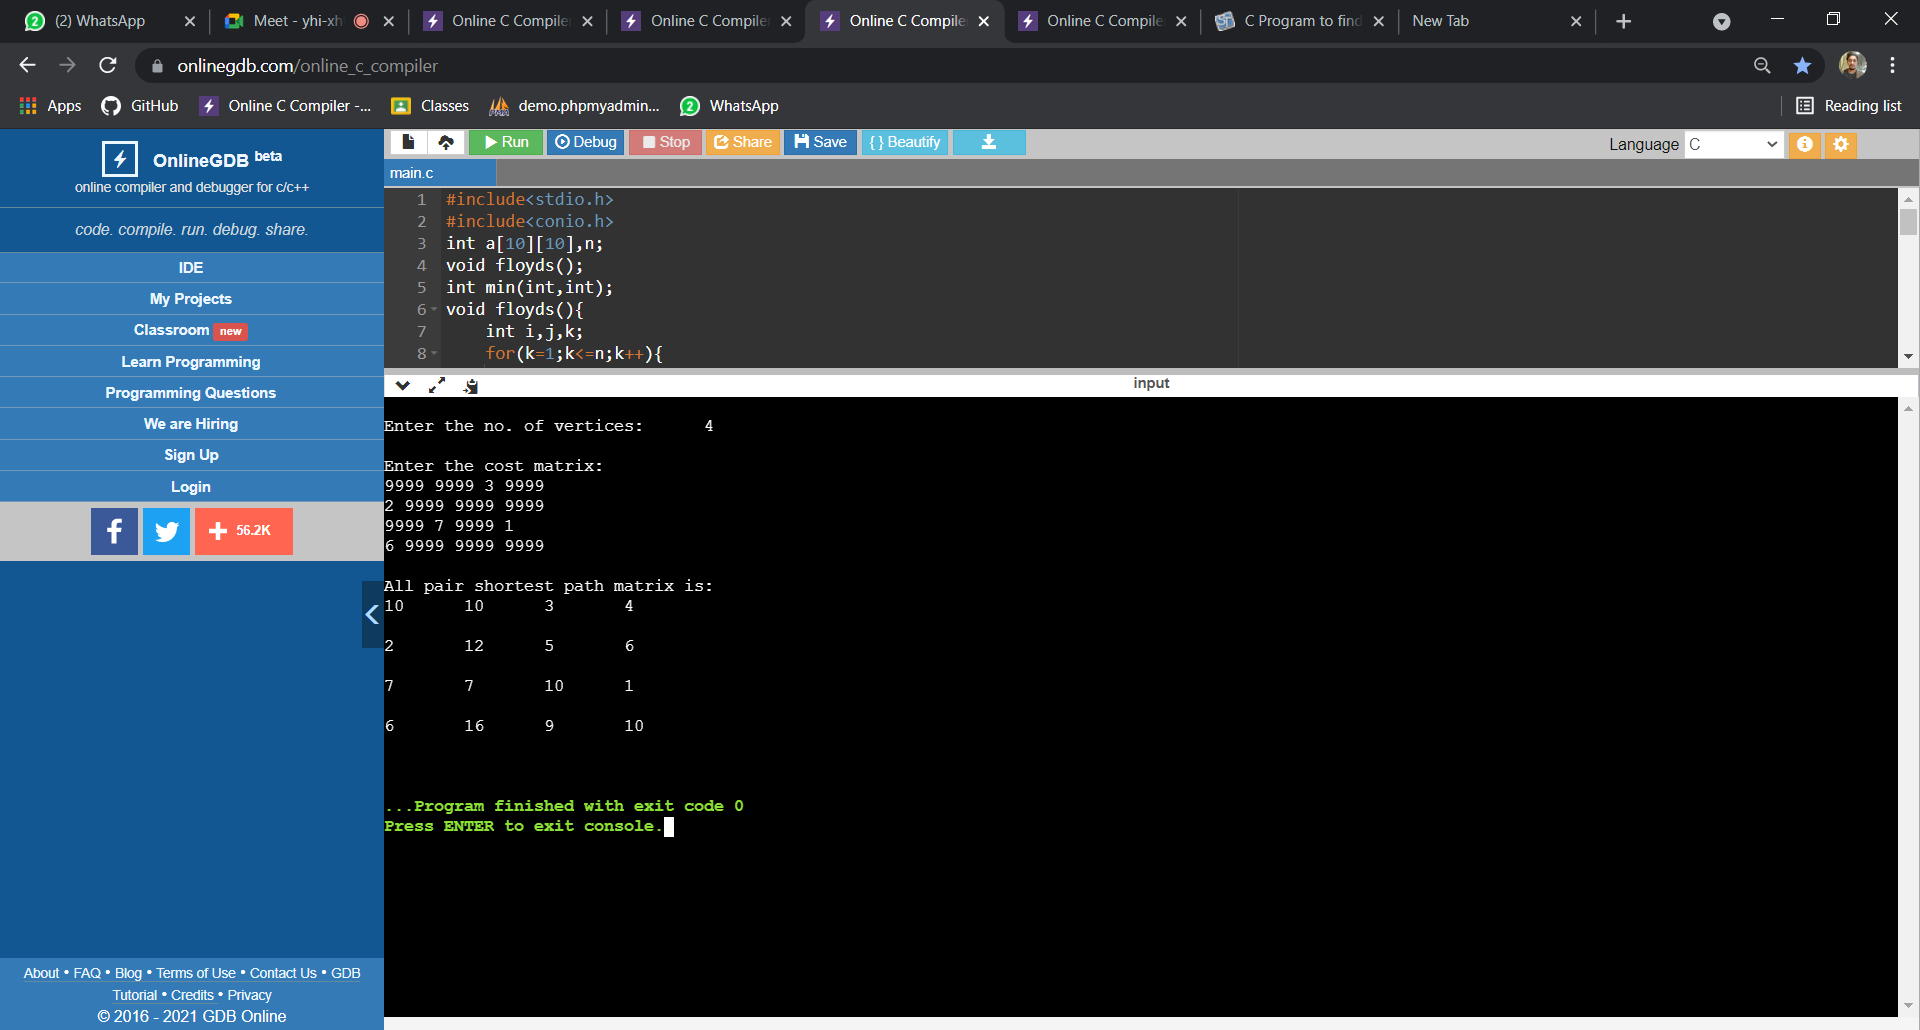 (2) WhatsApp
Meet - yhi-xh
Online C Compile
Online C Compile
Online C Compile
Online C Compile
C Program to find
New Tab
onlinegdb.com/online_c_compiler
Apps
GitHub
Online C Compiler -...
Classes
demo.phpmyadmin...
WhatsApp
Reading list
OnlineGDB beta
online compiler and debugger for c/c++
code. compile. run. debug. share.
IDE
My Projects
Classroom new
Learn Programming
Programming Questions
We are Hiring
Sign Up
Login
56.2K
About • FAQ • Blog • Terms of Use • Contact Us • GDB
Tutorial • Credits • Privacy
© 2016 - 2021 GDB Online
Run Debug Stop Share Save { } Beautify
Language C
main.c
1 #include<stdio.h>
2 #include<conio.h>
3 int a[10][10],n;
4 void floyds();
5 int min(int,int);
6 void floyds(){
7 int i,j,k;
8 for(k=1;k<=n;k++){
input
Enter the no. of vertices: 4
Enter the cost matrix:
9999 9999 3 9999
2 9999 9999 9999
9999 7 9999 1
6 9999 9999 9999
All pair shortest path matrix is:
10 10 3 4
2 12 5 6
7 7 10 1
6 16 9 10
...Program finished with exit code 0
Press ENTER to exit console.